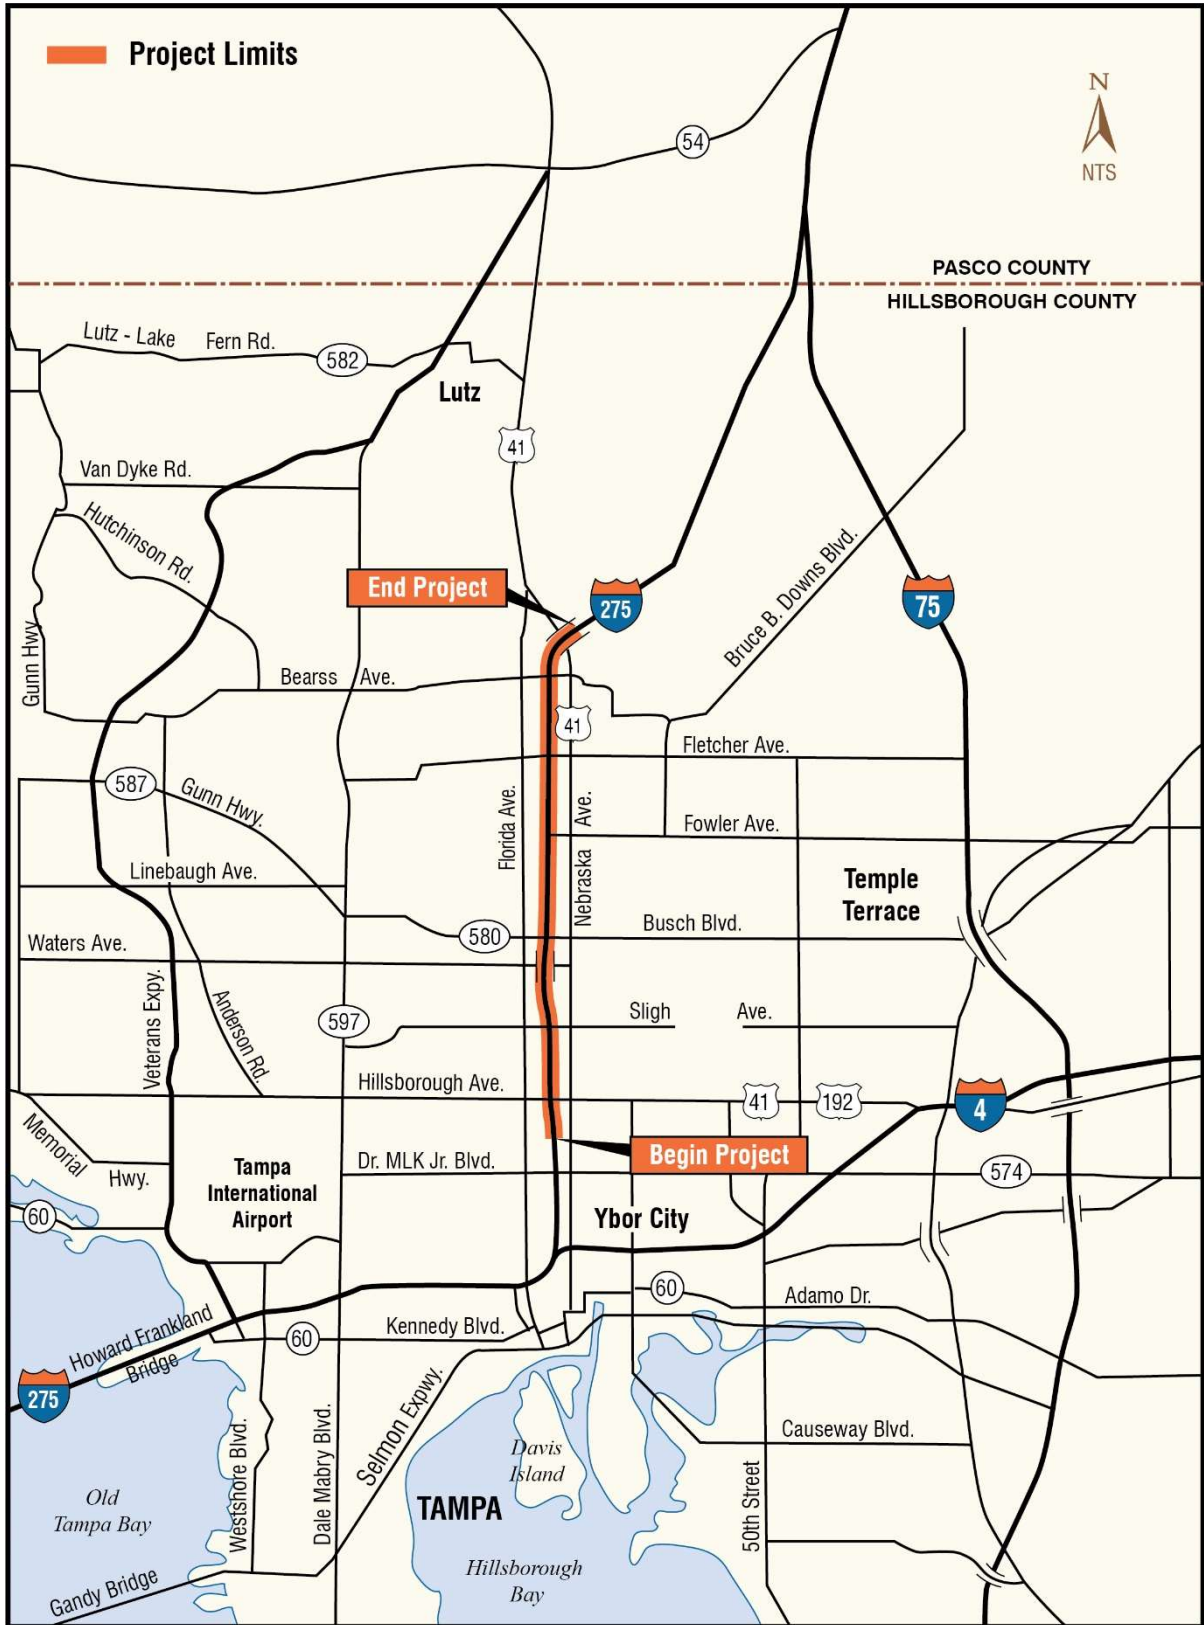 Project Limits
N
NTS
54
PASCO COUNTY
HILLSBOROUGH COUNTY
Lutz - Lake Fern Rd.
582
Lutz
41
Van Dyke Rd.
Hutchinson Rd.
Gunn Hwy.
End Project
275
75
Bruce B. Downs Blvd.
Bearss Ave.
41
Fletcher Ave.
587
Gunn Hwy.
Florida Ave.
Nebraska Ave.
Fowler Ave.
Linebaugh Ave.
Temple
Terrace
580
Busch Blvd.
Waters Ave.
Veterans Expy.
Anderson Rd.
597
Sligh Ave.
Hillsborough Ave.
41
192
4
Memorial
Hwy.
Begin Project
Dr. MLK Jr. Blvd.
574
Tampa
International
Airport
60
Ybor City
60
Adamo Dr.
Howard Frankland
Bridge
60
Kennedy Blvd.
275
Selmon Expwy.
Westshore Blvd.
Dale Mabry Blvd.
Davis
Island
Causeway Blvd.
50th Street
Old
Tampa Bay
TAMPA
Hillsborough
Bay
Gandy Bridge